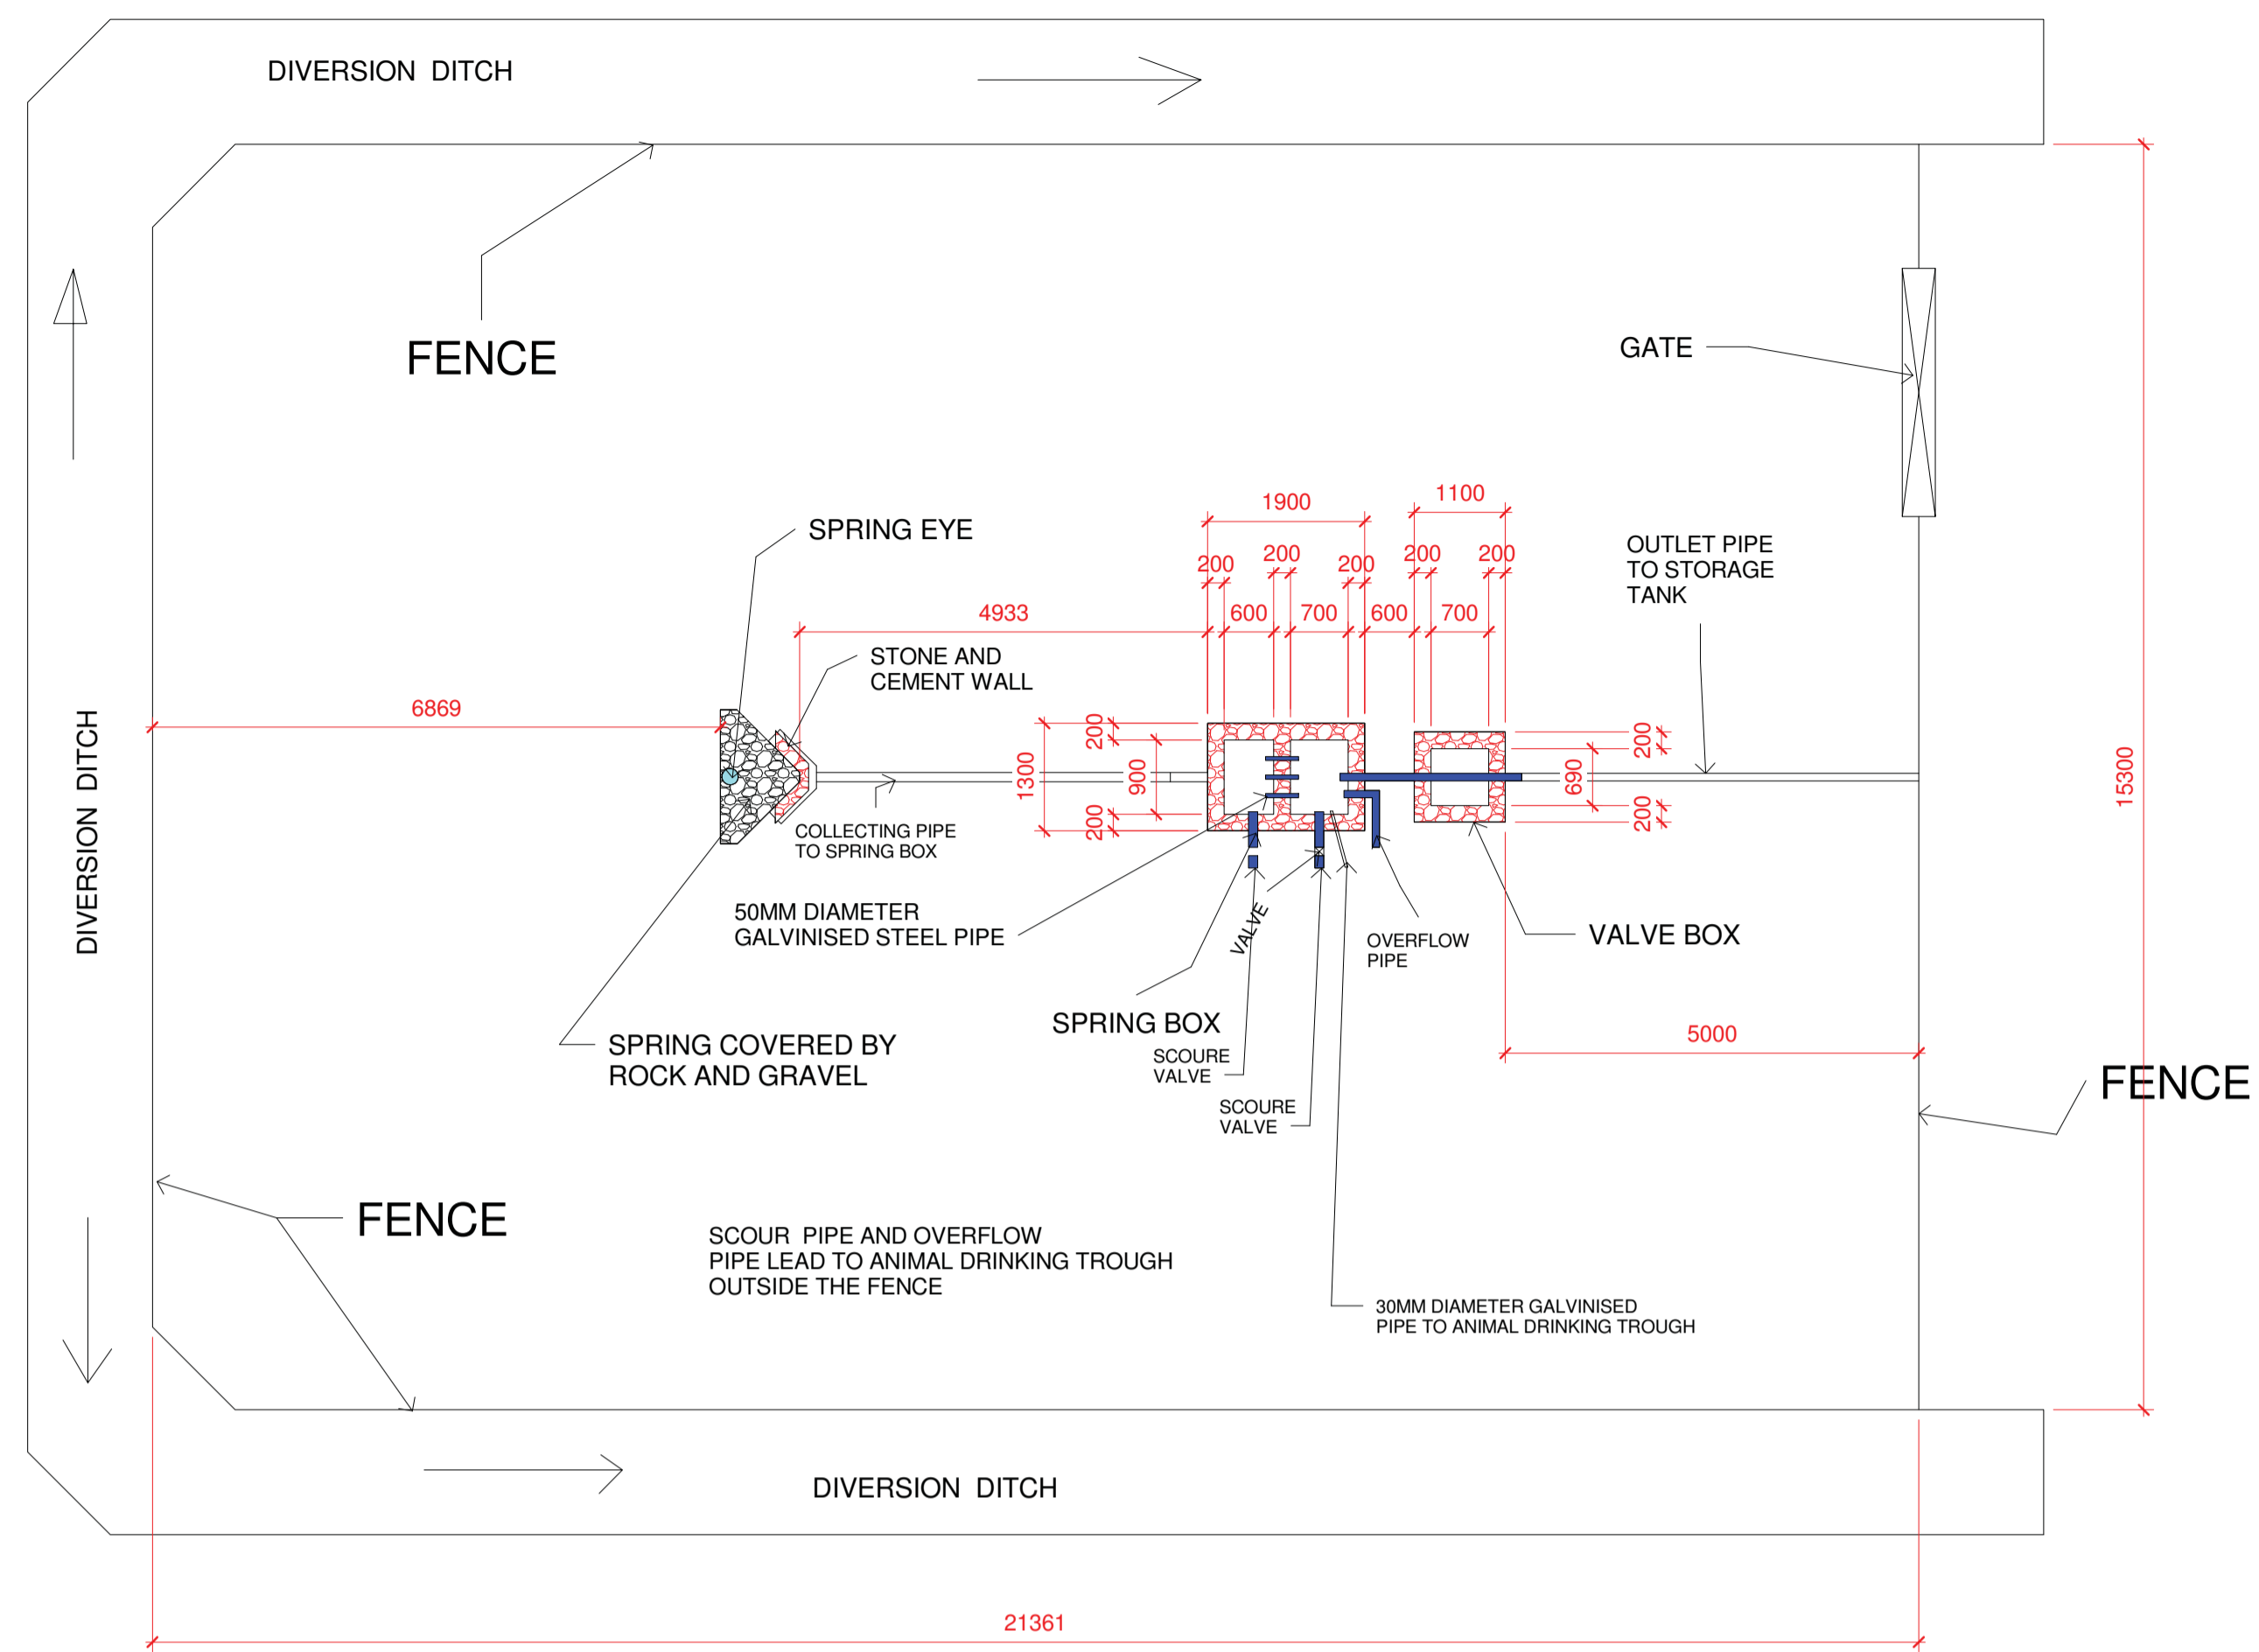 DIVERSION DITCH
FENCE
GATE
1900
1100
SPRING EYE
200
200
200
200
200
OUTLET PIPE
TO STORAGE
TANK
4933
600
700
600
700
STONE AND
CEMENT WALL
6869
DIVERSION DITCH
1300
200
900
200
200
690
200
15300
COLLECTING PIPE
TO SPRING BOX
50MM DIAMETER
GALVINISED STEEL PIPE
VALVE
OVERFLOW
PIPE
VALVE BOX
SPRING BOX
SPRING COVERED BY
ROCK AND GRAVEL
SCOURE
VALVE
5000
FENCE
SCOURE
VALVE
FENCE
SCOUR PIPE AND OVERFLOW
PIPE LEAD TO ANIMAL DRINKING TROUGH
OUTSIDE THE FENCE
30MM DIAMETER GALVINISED
PIPE TO ANIMAL DRINKING TROUGH
DIVERSION DITCH
21361